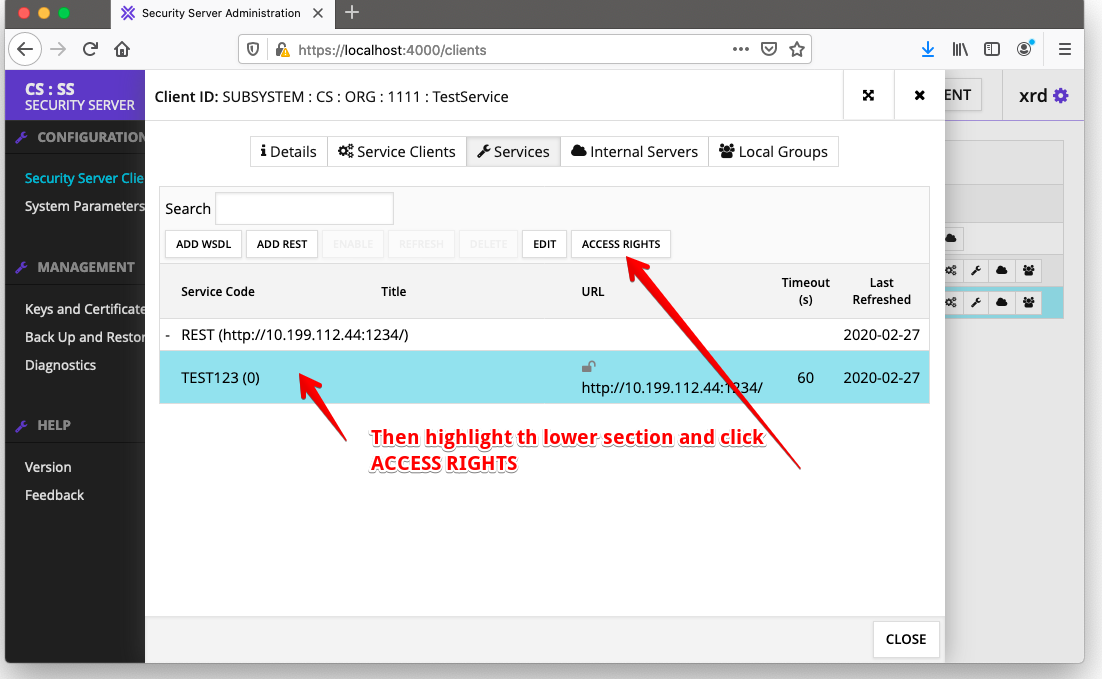 Security Server Administration
https://localhost:4000/clients
CS : SS
SECURITY SERVER
Client ID: SUBSYSTEM : CS : ORG : 1111 : TestService
ENT
xrd
CONFIGURATION
Details
Service Clients
Services
Internal Servers
Local Groups
Security Server Clie
System Parameters
Search
ADD WSDL
ADD REST
ENABLE
REFRESH
DELETE
EDIT
ACCESS RIGHTS
MANAGEMENT
Service Code
Title
URL
Timeout
(s)
Last
Refreshed
Keys and Certificate
Back Up and Restor
Diagnostics
- REST (http://10.199.112.44:1234/)
2020-02-27
TEST123 (0)
http://10.199.112.44:1234/
60
2020-02-27
HELP
Then highlight th lower section and click
ACCESS RIGHTS
Version
Feedback
CLOSE